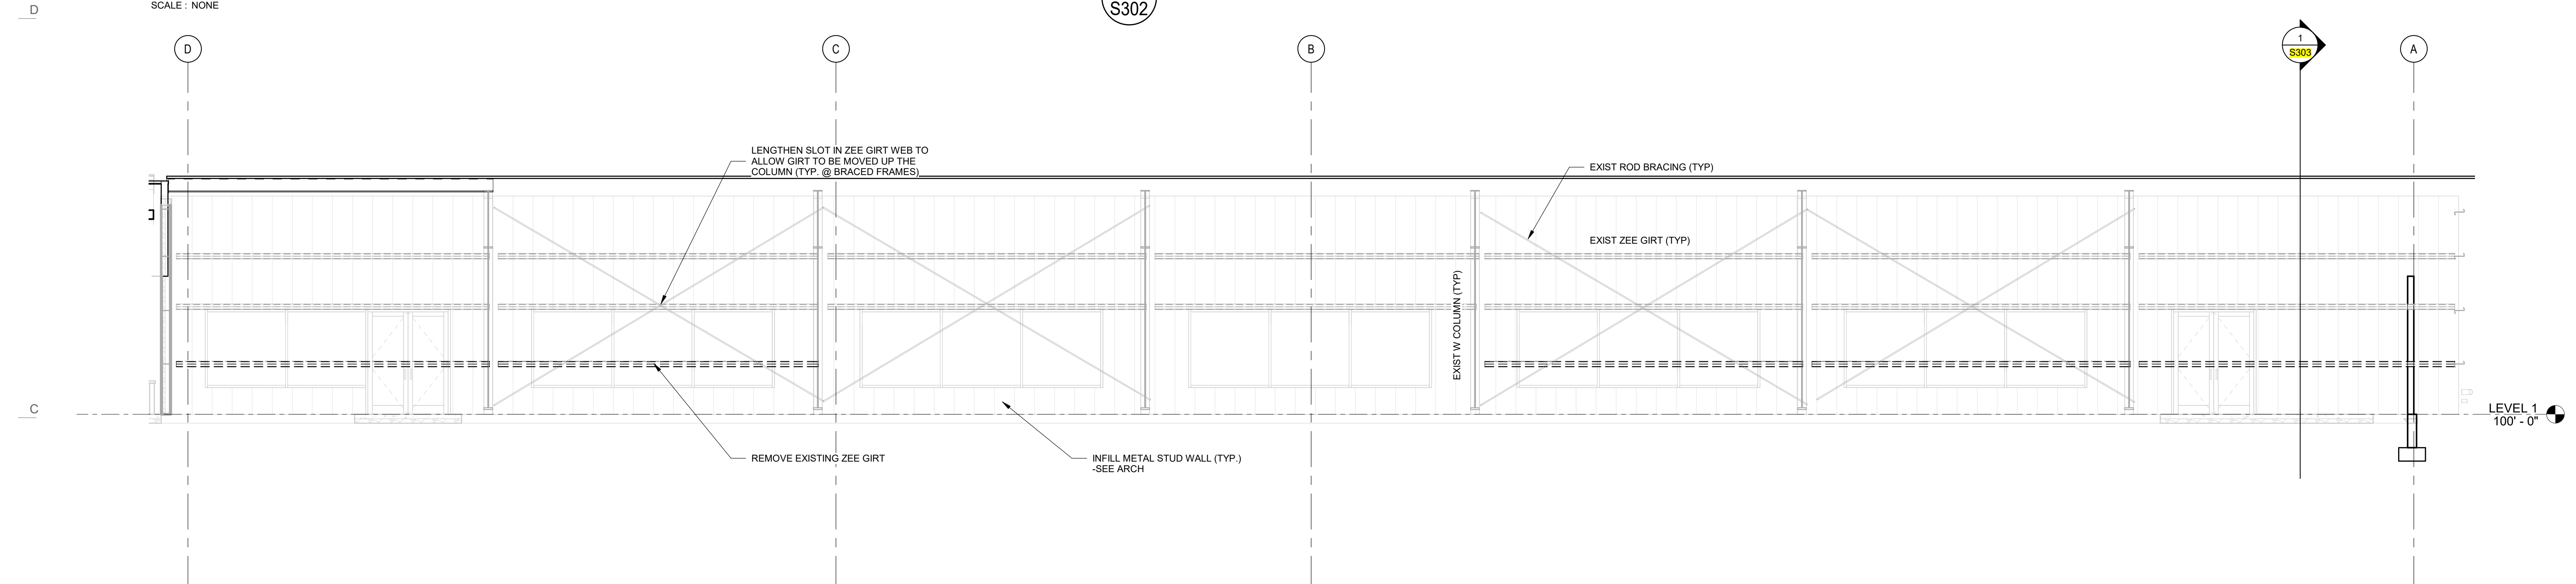 D
SCALE : NONE
S302
D
C
B
1
S303
A
LENGTHEN SLOT IN ZEE GIRT WEB TO
ALLOW GIRT TO BE MOVED UP THE
COLUMN (TYP. @ BRACED FRAMES)
EXIST ROD BRACING (TYP)
EXIST ZEE GIRT (TYP)
EXIST W COLUMN (TYP)
C
LEVEL 1
100' - 0"
REMOVE EXISTING ZEE GIRT
INFILL METAL STUD WALL (TYP.)
-SEE ARCH